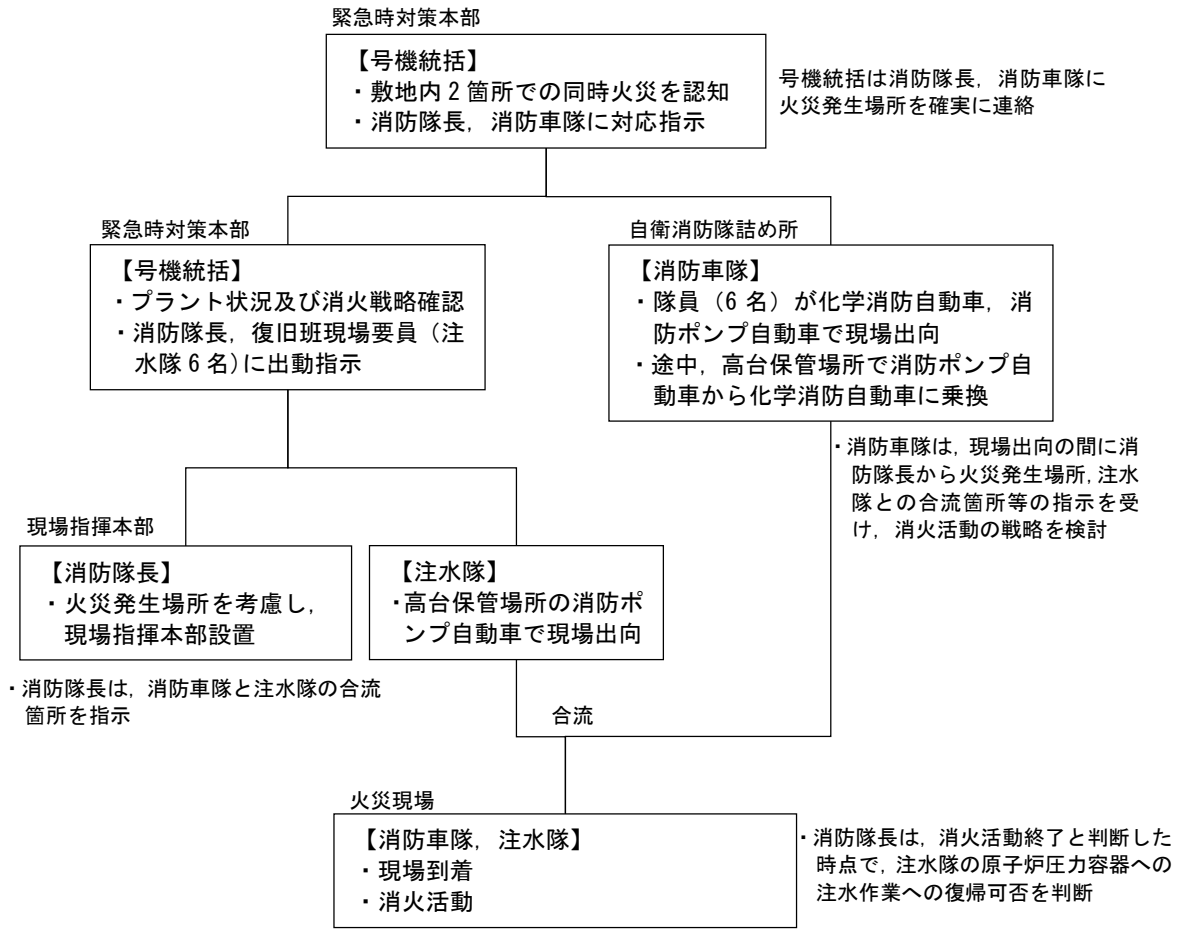 緊急時対策本部
【号機統括】
・敷地内2箇所での同時火災を認知
・消防隊長，消防車隊に対応指示
号機統括は消防隊長，消防車隊に
火災発生場所を確実に連絡
緊急時対策本部
【号機統括】
・プラント状況及び消火戦略確認
・消防隊長，復旧班現場要員（注
水隊6名)に出動指示
自衛消防隊詰め所
【消防車隊】
・隊員（6名）が化学消防自動車，消
防ポンプ自動車で現場出向
・途中，高台保管場所で消防ポンプ自
動車から化学消防自動車に乗換
・消防車隊は，現場出向の間に消
防隊長から火災発生場所，注水
隊との合流箇所等の指示を受
け，消火活動の戦略を検討
現場指揮本部
【消防隊長】
・火災発生場所を考慮し，
現場指揮本部設置
・消防隊長は，消防車隊と注水隊の合流
箇所を指示
【注水隊】
・高台保管場所の消防ポ
ンプ自動車で現場出向
合流
火災現場
【消防車隊，注水隊】
・現場到着
・消火活動
・消防隊長は，消火活動終了と判断した
時点で，注水隊の原子炉圧力容器への
注水作業への復帰可否を判断